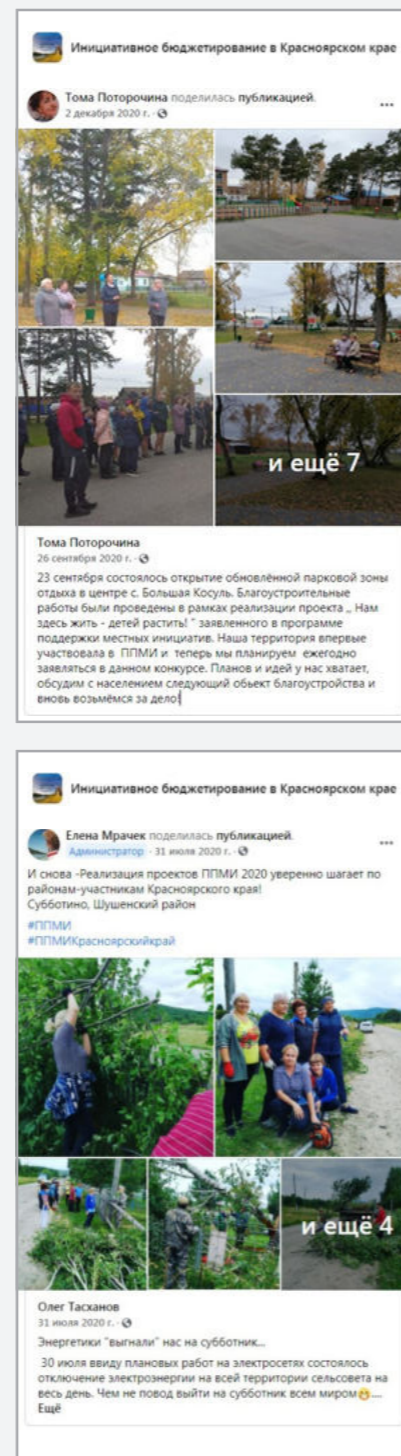 Инициативное бюджетирование в Красноярском крае
Тома Поторочина поделилась публикацией.
2 декабря 2020 г. ·
...
и ещё 7
Тома Поторочина
26 сентября 2020 г. ·
23 сентября состоялось открытие обновлённой парковой зоны
отдыха в центре с. Большая Косуль. Благоустроительные
работы были проведены в рамках реализации проекта ,, Нам
здесь жить - детей растить! " заявленного в программе
поддержки местных инициатив. Наша территория впервые
участвовала в ППМИ и теперь мы планируем ежегодно
заявляться в данном конкурсе. Планов и идей у нас хватает,
обсудим с населением следующий обьект благоустройства и
вновь возьмёмся за дело!
Инициативное бюджетирование в Красноярском крае
Елена Мрачек поделилась публикацией.
Администратор · 31 июля 2020 г. ·
...
И снова -Реализация проектов ППМИ 2020 уверенно шагает по
районам-участникам Красноярского края!
Субботино, Шушенский район
#ППМИ
#ППМИКрасноярскийкрай
и ещё 4
Олег Тасханов
31 июля 2020 г. ·
Энергетики "выгнали" нас на субботник...
30 июля ввиду плановых работ на электросетях состоялось
отключение электроэнергии на всей территории сельсовета на
весь день. Чем не повод выйти на субботник всем миром😁...
Ещё